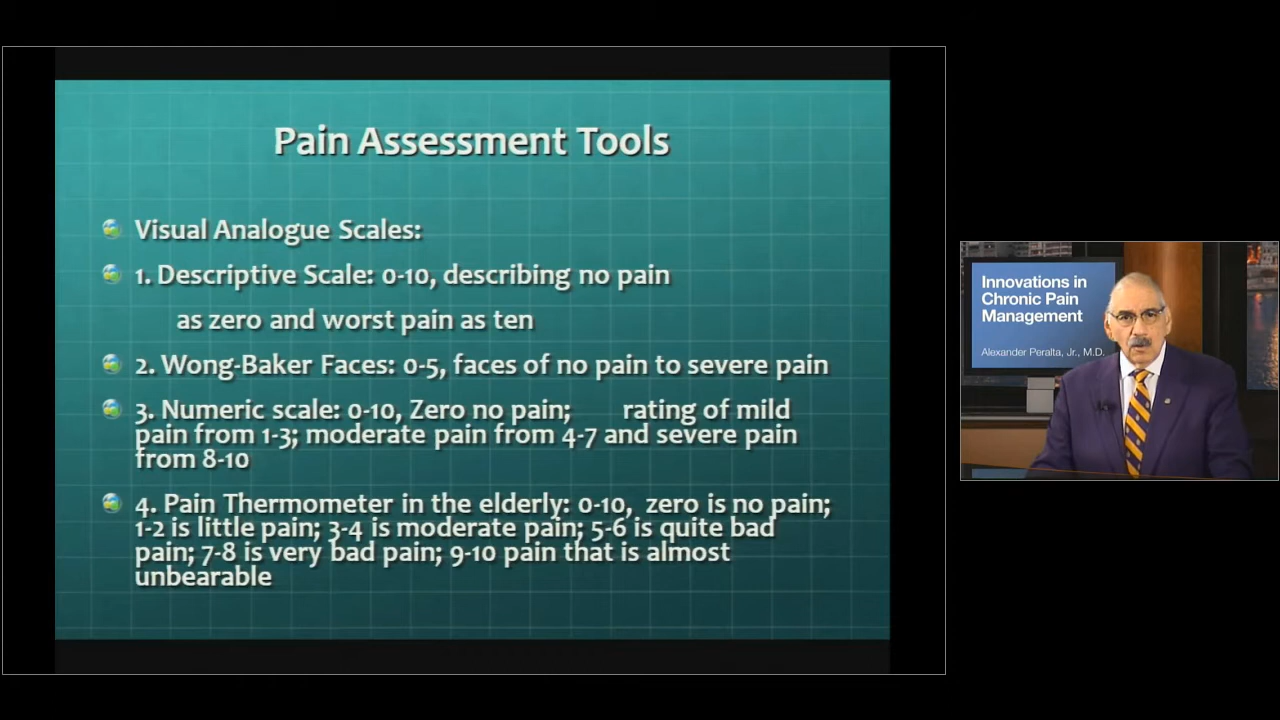 Pain Assessment Tools
Visual Analogue Scales:
1. Descriptive Scale: 0-10, describing no pain
as zero and worst pain as ten
2. Wong-Baker Faces: 0-5, faces of no pain to severe pain
3. Numeric scale: 0-10, Zero no pain; rating of mild
pain from 1-3; moderate pain from 4-7 and severe pain
from 8-10
4. Pain Thermometer in the elderly: 0-10, zero is no pain;
1-2 is little pain; 3-4 is moderate pain; 5-6 is quite bad
pain; 7-8 is very bad pain; 9-10 pain that is almost
unbearable
Innovations in
Chronic Pain
Management
Alexander Peralta, Jr., M.D.